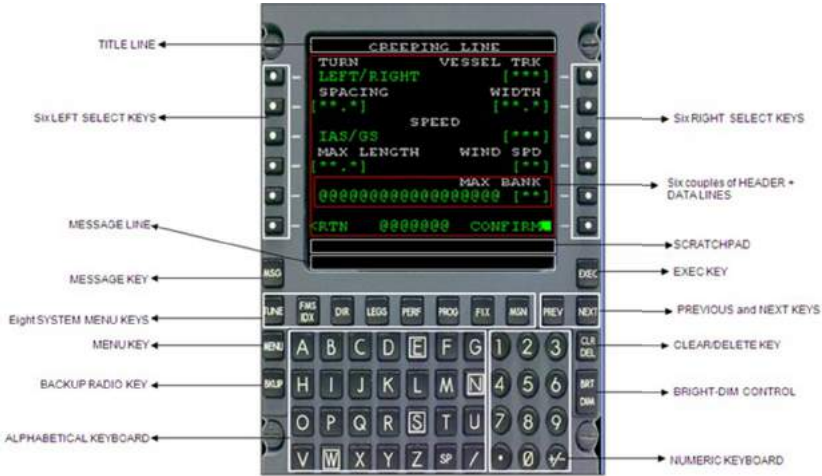 TITLE LINE
CREEPING LINE
TURN VESSEL TRK
LEFT/RIGHT [***]
SPACING WIDTH
[**.*] [**.*]
SPEED
IAS/GS [***]
MAX LENGTH WIND SPD
[**.*] [**]
MAX BANK
@@@@@@@@@@@@@@@@@@ [**]
<RTN @@@@@@@ CONFIRM
Six LEFT SELECT KEYS
Six RIGHT SELECT KEYS
Six couples of HEADER +
DATA LINES
MESSAGE LINE
SCRATCHPAD
MESSAGE KEY
MSG
EXEC
EXEC KEY
Eight SYSTEM MENU KEYS
TUNE FMS IDX DIR LEGS PERF PROG FIX MSN PREV NEXT
PREVIOUS and NEXT KEYS
MENU KEY
MENU A B C D E F G 1 2 3 CLR DEL
CLEAR/DELETE KEY
BACKUP RADIO KEY
BKUP H I J K L M N 4 5 6 BRT DIM
BRIGHT-DIM CONTROL
O P Q R S T U 7 8 9
ALPHABETICAL KEYBOARD
V W X Y Z SP / • 0 +/-
NUMERIC KEYBOARD